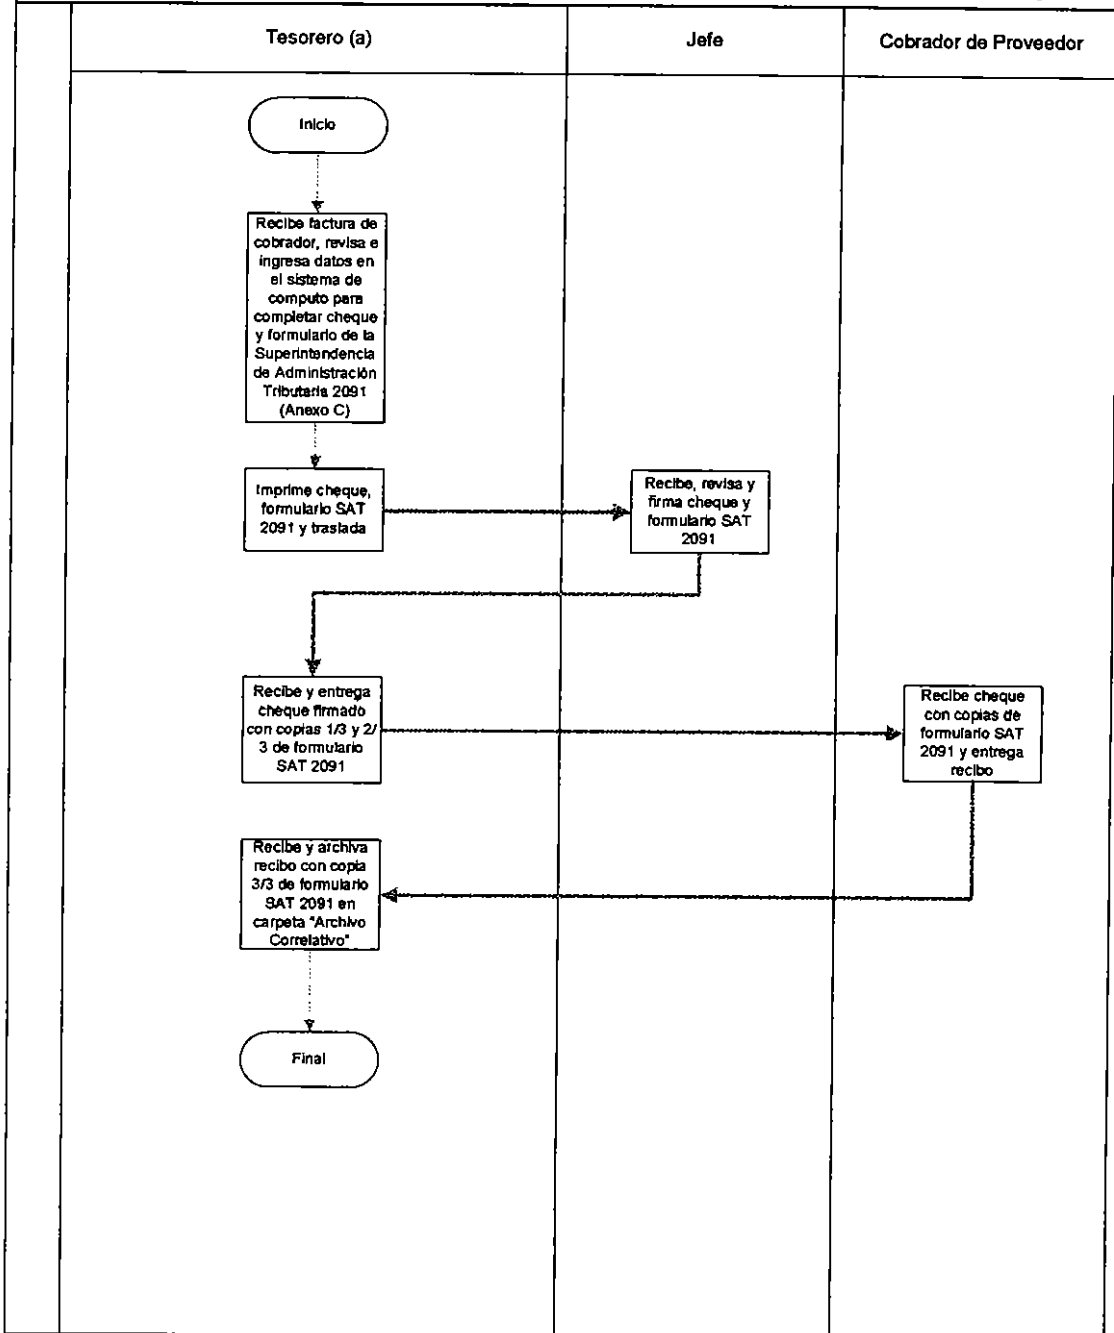 Tesorero (a)
Jefe
Cobrador de Proveedor
Inicio
Recibe factura de
cobrador, revisa e
ingresa datos en
el sistema de
computo para
completar cheque
y formulario de la
Superintendencia
de Administración
Tributaria 2091
(Anexo C)
Imprime cheque,
formulario SAT
2091 y traslada
Recibe, revisa y
firma cheque y
formulario SAT
2091
Recibe y entrega
cheque firmado
con copias 1/3 y 2/
3 de formulario
SAT 2091
Recibe cheque
con copias de
formulario SAT
2091 y entrega
recibo
Recibe y archiva
recibo con copia
3/3 de formulario
SAT 2091 en
carpeta "Archivo
Correlativo"
Final